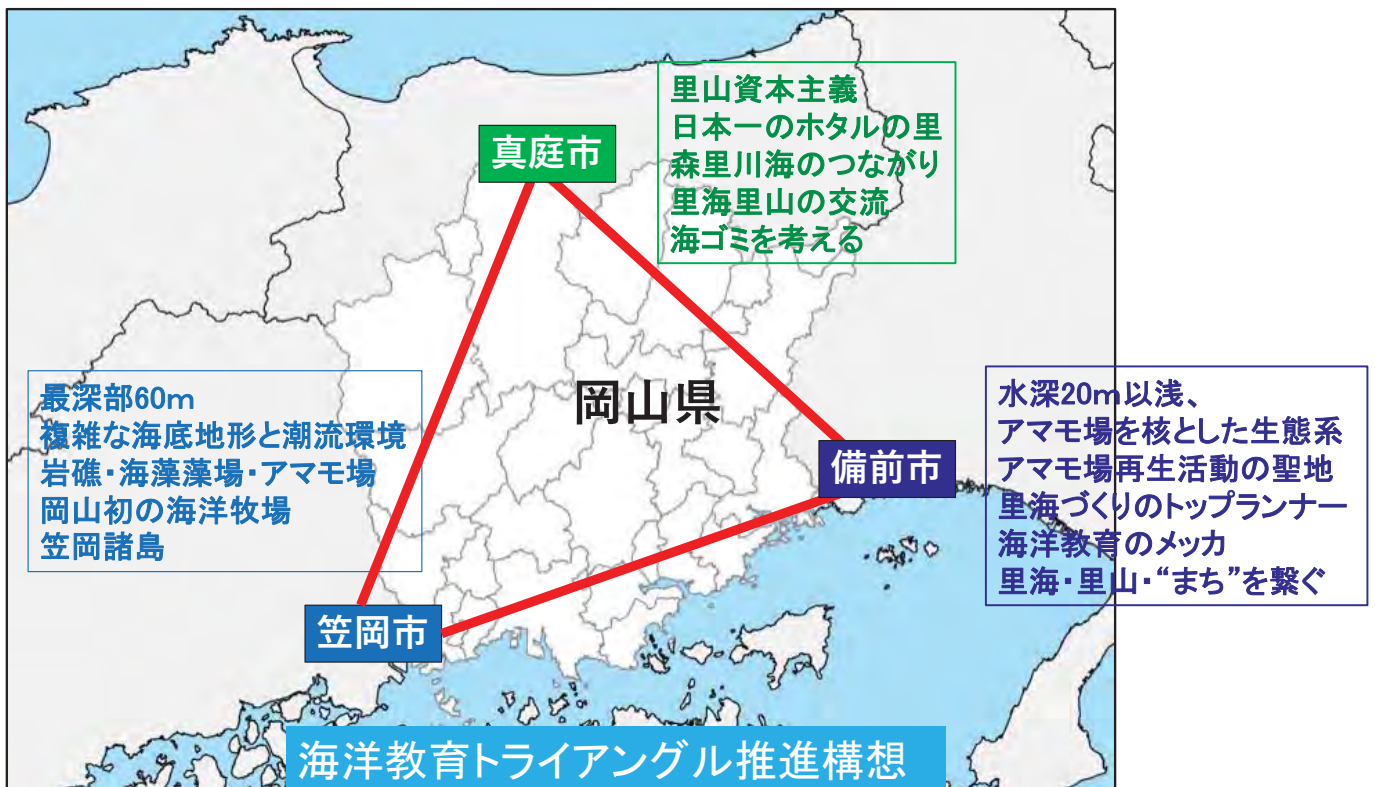 真庭市
里山資本主義
日本一のホタルの里
森里川海のつながり
里海里山の交流
海ゴミを考える
岡山県
最深部60m
複雑な海底地形と潮流環境
岩礁・海藻藻場・アマモ場
岡山初の海洋牧場
笠岡諸島
備前市
水深20m以浅、
アマモ場を核とした生態系
アマモ場再生活動の聖地
里海づくりのトップランナー
海洋教育のメッカ
里海・里山・“まち”を繋ぐ
笠岡市
海洋教育トライアングル推進構想